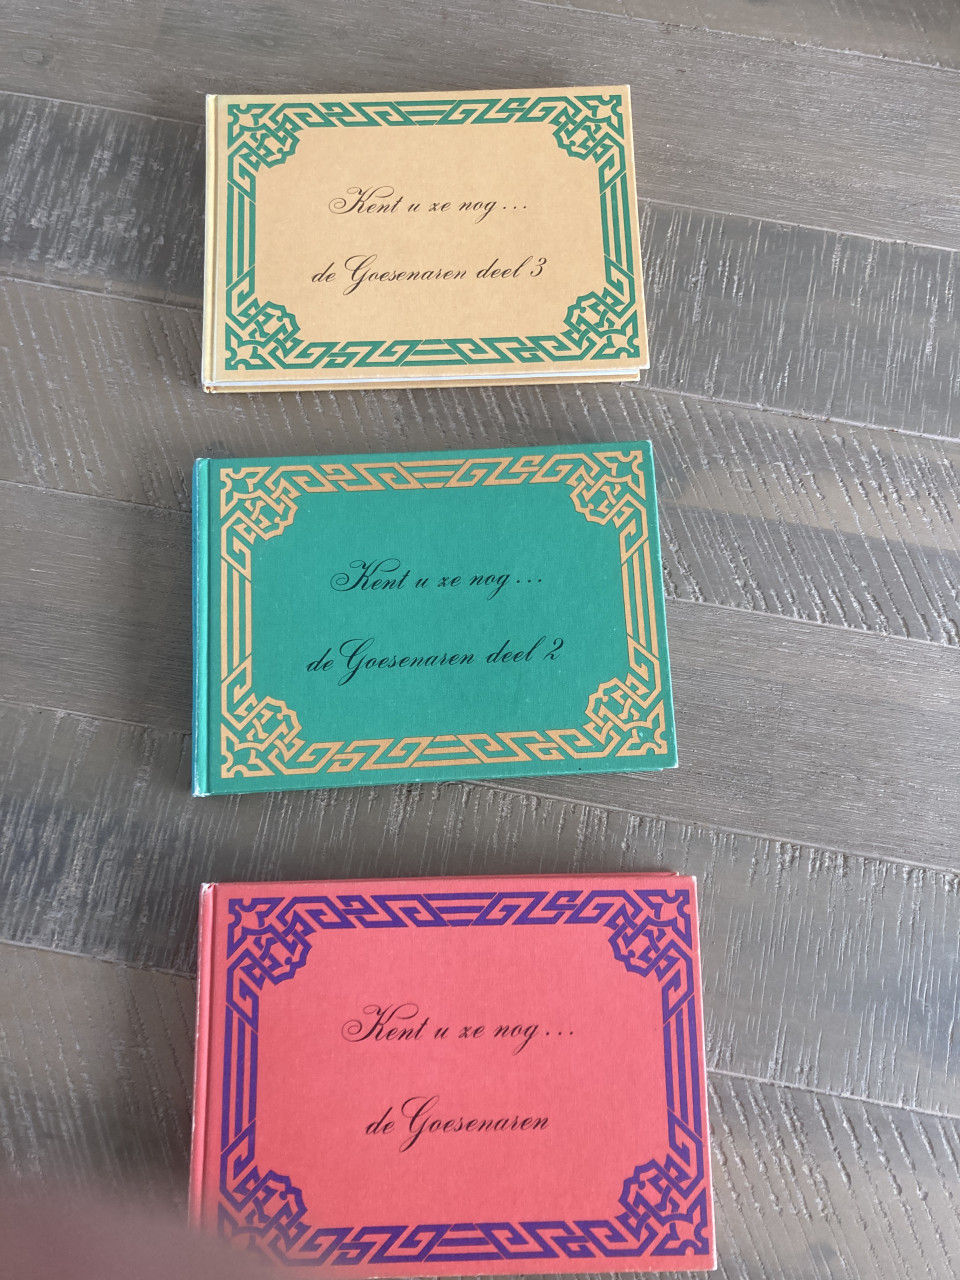 Kent u ze nog...
de Goesenaren deel 3
Kent u ze nog...
de Goesenaren deel 2
Kent u ze nog...
de Goesenaren